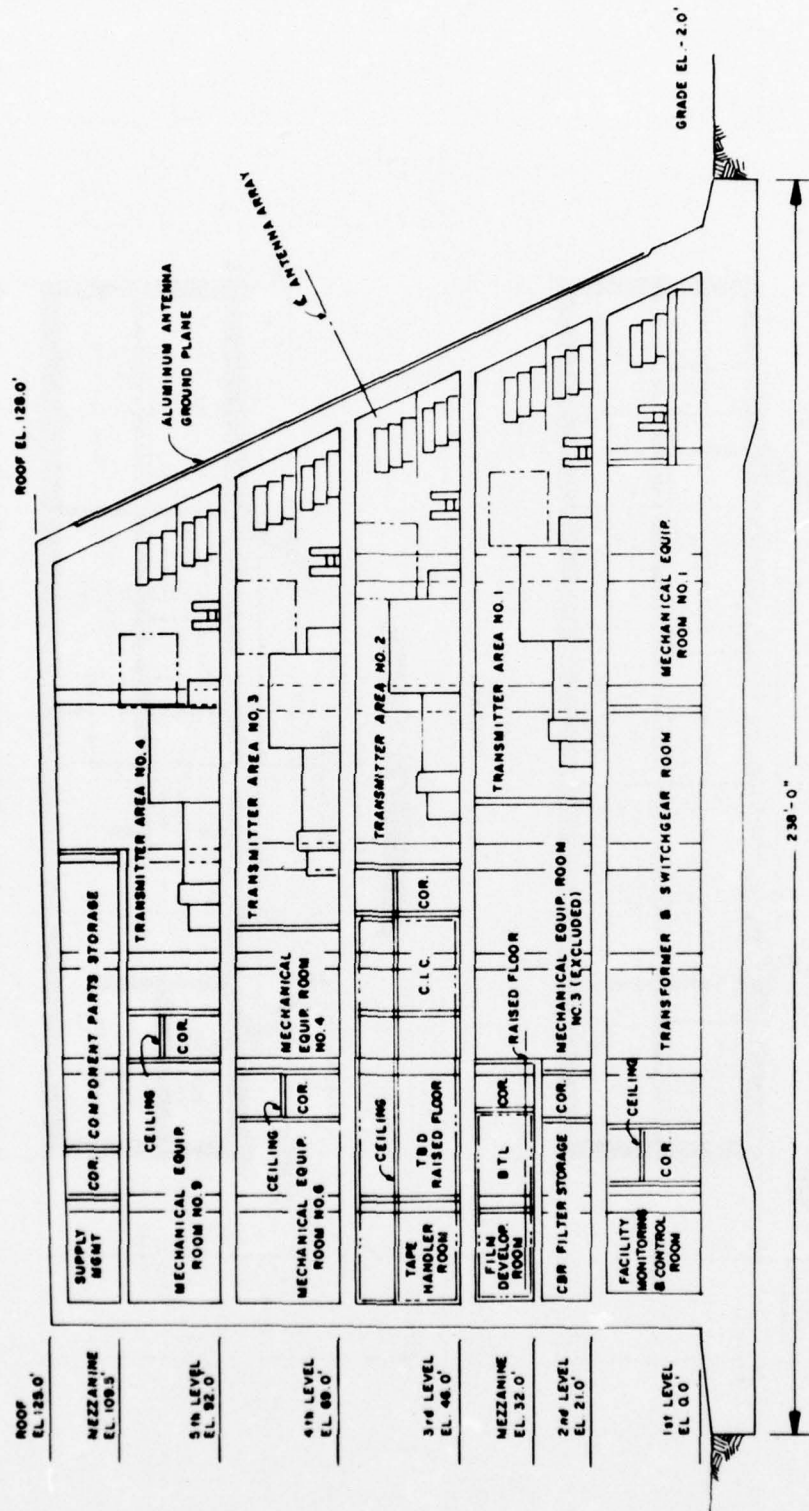 ROOF EL. 128.0'
ROOF
EL. 125.0'
MEZZANINE
EL. 109.5'
5th LEVEL
EL. 92.0'
4th LEVEL
EL. 69.0'
3rd LEVEL
EL. 46.0'
MEZZANINE
EL. 32.0'
2nd LEVEL
EL. 21.0'
1st LEVEL
EL. 0.0'
SUPPLY
MGMT
COR.
COMPONENT PARTS STORAGE
ALUMINUM ANTENNA
GROUND PLANE
℄ ANTENNA ARRAY
MECHANICAL EQUIP.
ROOM NO.9
CEILING
COR.
TRANSMITTER AREA NO.4
MECHANICAL EQUIP.
ROOM NO.6
CEILING
COR.
MECHANICAL
EQUIP. ROOM
NO.4
TRANSMITTER AREA NO.3
TAPE
HANDLER
ROOM
CEILING
TBD
RAISED FLOOR
C.I.C.
COR.
TRANSMITTER AREA NO.2
FILM
DEVELOP.
ROOM
BTL
COR.
RAISED FLOOR
TRANSMITTER AREA NO.1
CBR FILTER STORAGE
COR.
MECHANICAL EQUIP. ROOM
NO.3 (EXCLUDED)
FACILITY
MONITORING
& CONTROL
ROOM
COR.
CEILING
TRANSFORMER & SWITCHGEAR ROOM
MECHANICAL EQUIP.
ROOM NO.1
GRADE EL. - 2.0'
238'-0"